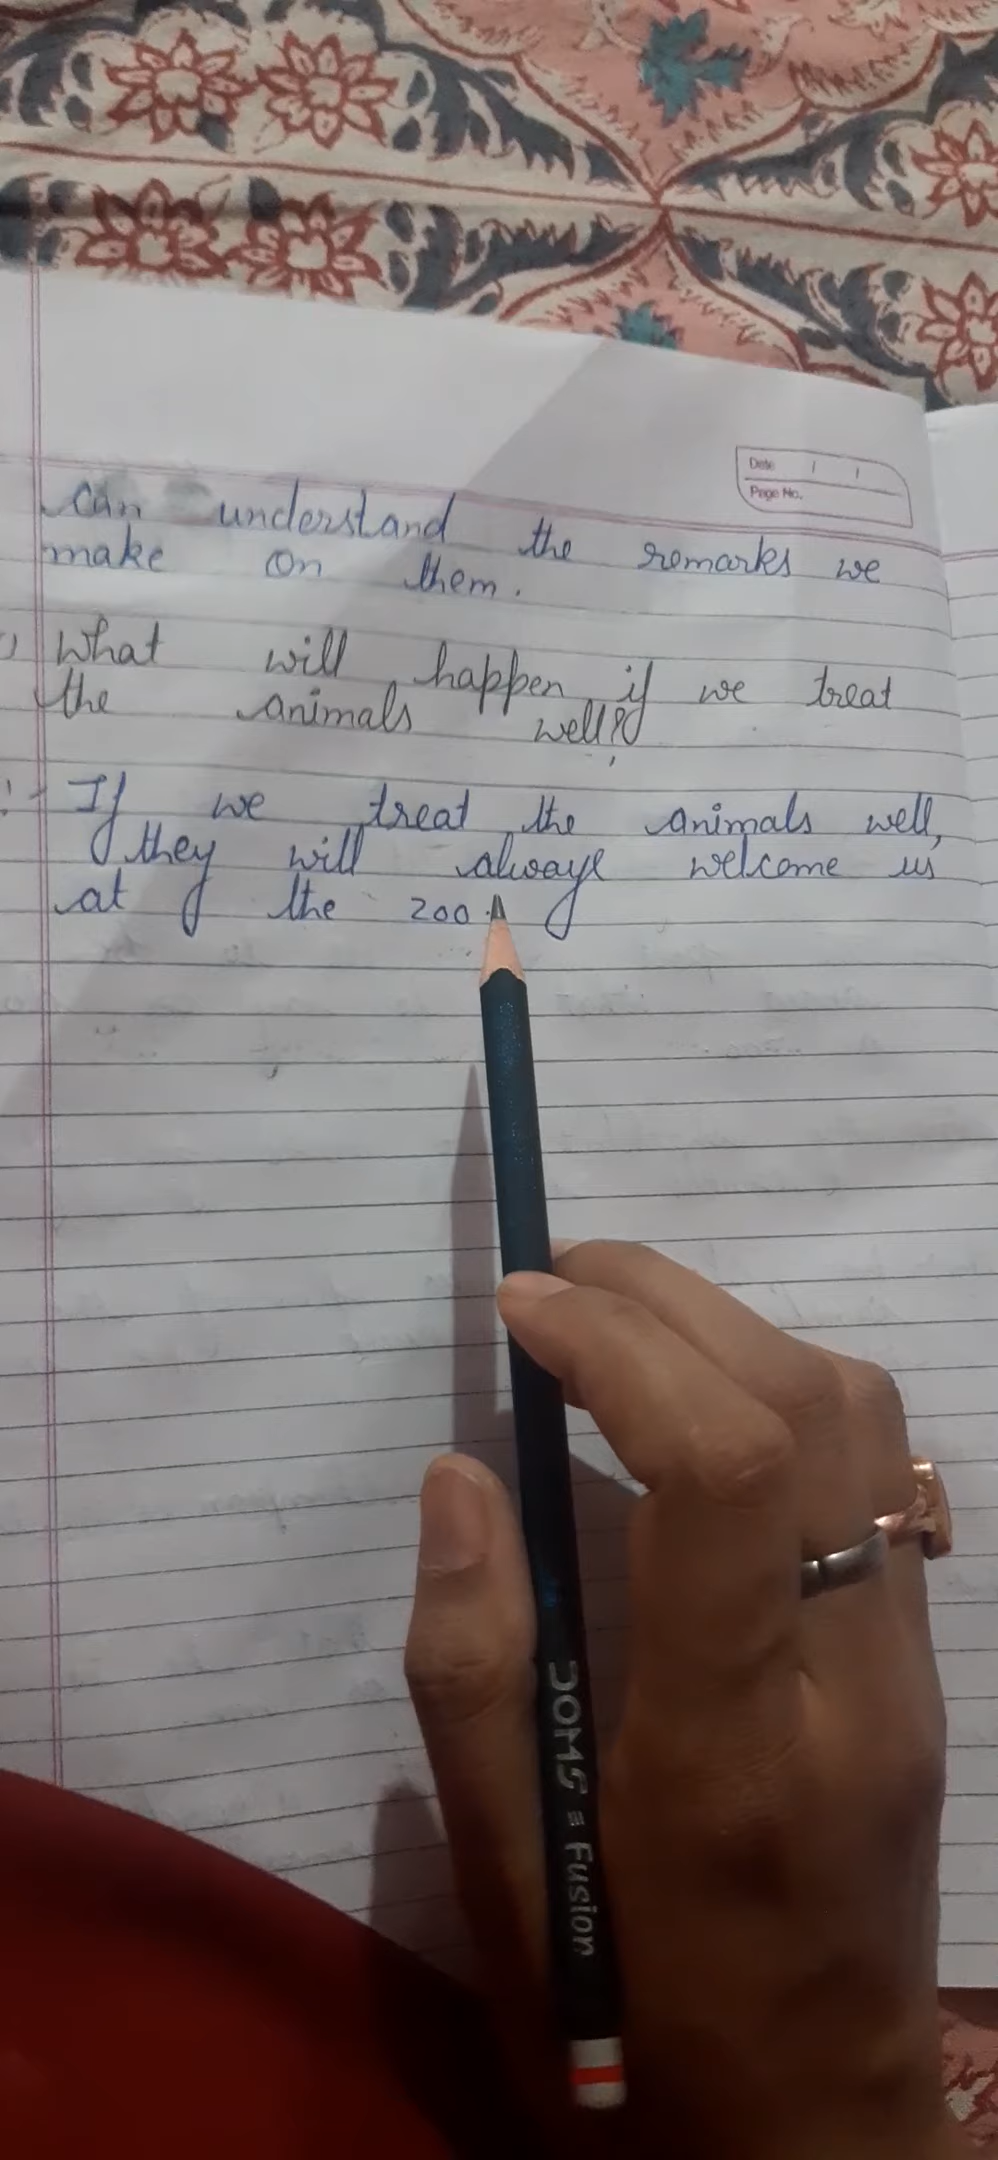 Date / /
Page No.
can understand the remarks we
make on them.
What will happen if we treat
the animals well?
:- If we treat the animals well,
they will always welcome us
at the zoo.
DOMS Fusion